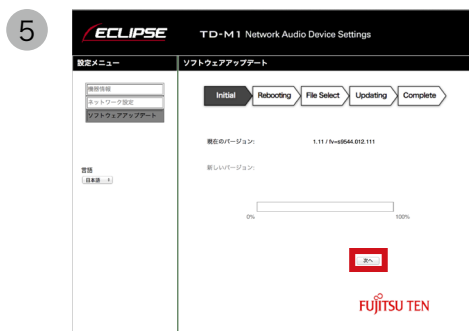 5
ECLIPSE TD-M1 Network Audio Device Settings
設定メニュー
ソフトウェアアップデート
機器情報
ネットワーク設定
ソフトウェアアップデート
Initial
Rebooting
File Select
Updating
Complete
現在のバージョン: 1.11 / fv=s9544.012.111
新しいバージョン:
言語
日本語
0% 100%
次へ
FUJITSU TEN